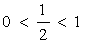 0 < 1/2 < 1